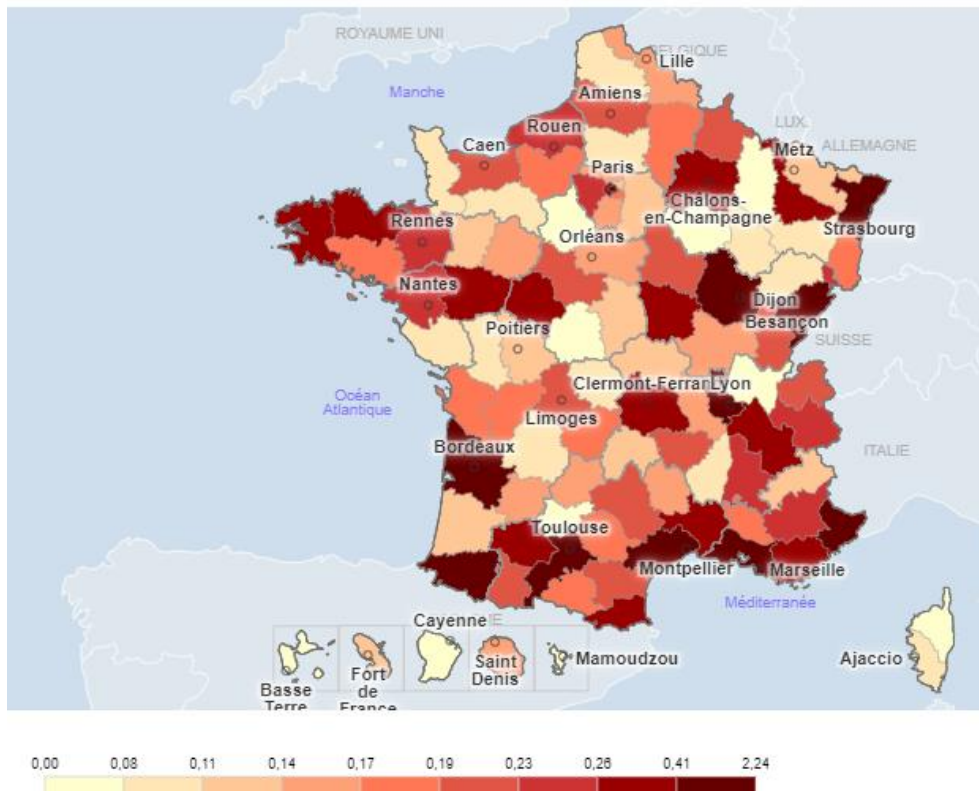 ROYAUME UNI
BELGIQUE
Lille
Manche
Amiens
LUX.
Rouen
ALLEMAGNE
Caen
Metz
Paris
Châlons-
en-Champagne
Rennes
Strasbourg
Orléans
Nantes
Dijon
Besançon
Poitiers
SUISSE
Clermont-Ferran
Lyon
Océan
Atlantique
Limoges
Bordeaux
ITALIE
Toulouse
Montpellier
Marseille
Méditerranée
Cayenne
IE
Saint
Denis
Mamoudzou
Ajaccio
Basse
Terre
Fort
de
France
0,00 0,08 0,11 0,14 0,17 0,19 0,23 0,26 0,41 2,24